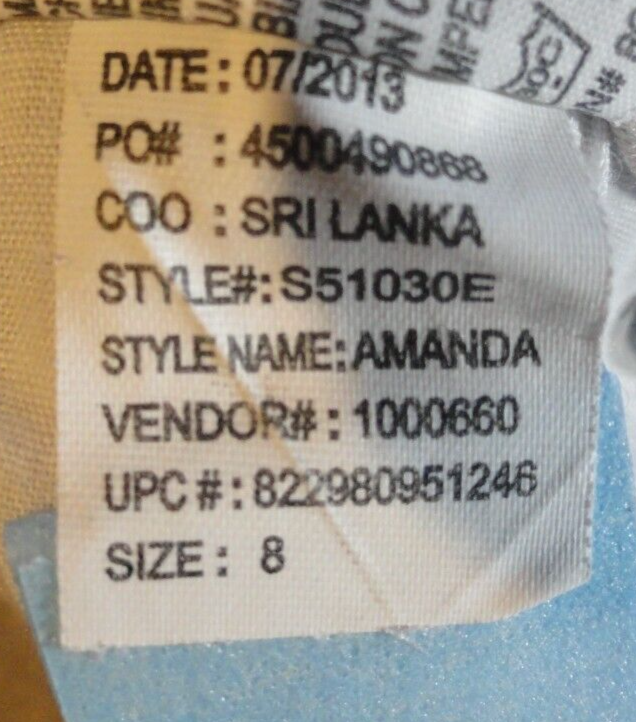 DATE: 07/2013
PO# : 4500490868
COO : SRI LANKA
STYLE#: S51030E
STYLE NAME: AMANDA
VENDOR# : 1000660
UPC # : 822980951246
SIZE : 8